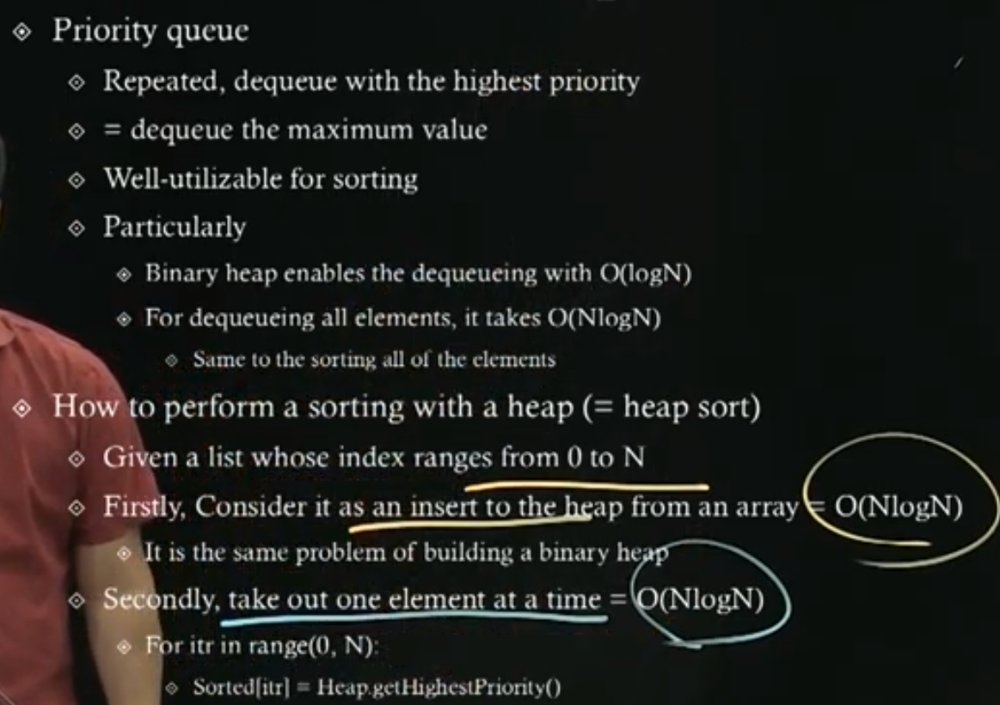 Priority queue
Repeated, dequeue with the highest priority
= dequeue the maximum value
Well-utilizable for sorting
Particularly
Binary heap enables the dequeueing with O(logN)
For dequeueing all elements, it takes O(NlogN)
Same to the sorting all of the elements
How to perform a sorting with a heap (= heap sort)
Given a list whose index ranges from 0 to N
Firstly, Consider it as an insert to the heap from an array = O(NlogN)
It is the same problem of building a binary heap
Secondly, take out one element at a time = O(NlogN)
For itr in range(0, N):
Sorted[itr] = Heap.getHighestPriority()